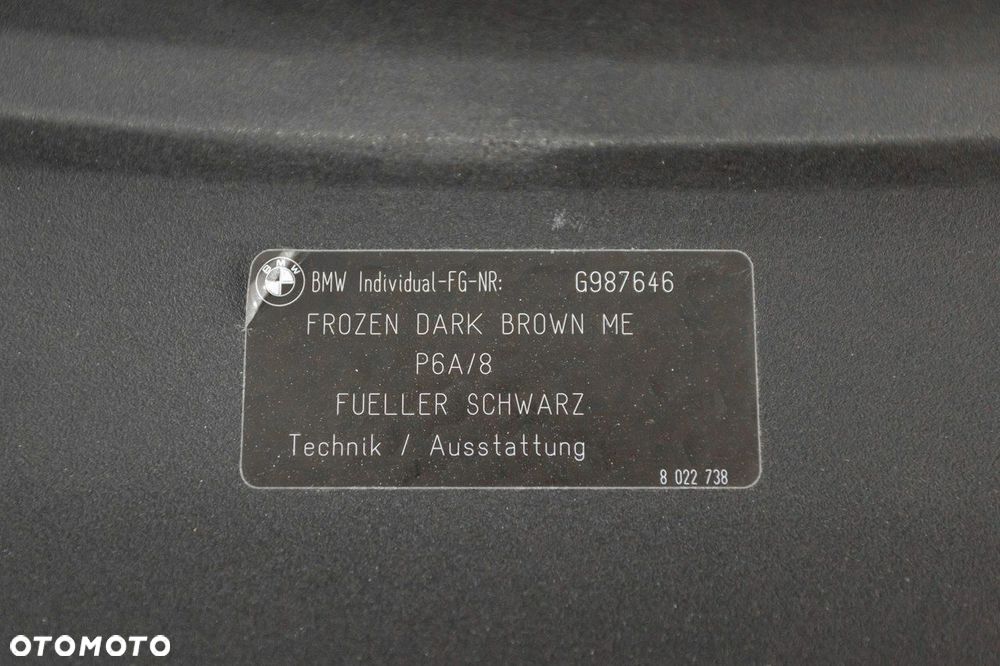 BMW
BMW Individual-FG-NR: G987646
FROZEN DARK BROWN ME
P6A/8
FUELLER SCHWARZ
Technik / Ausstattung
8 022 738
OTOMOTO